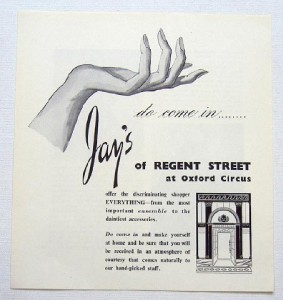 do come in........
Jay's
of REGENT STREET
at Oxford Circus
offer the discriminating shopper
EVERYTHING—from the most
important ensemble to the
daintiest accessories.
Do come in and make yourself
at home and be sure that you will
be received in an atmosphere of
courtesy that comes naturally to
our hand-picked staff.